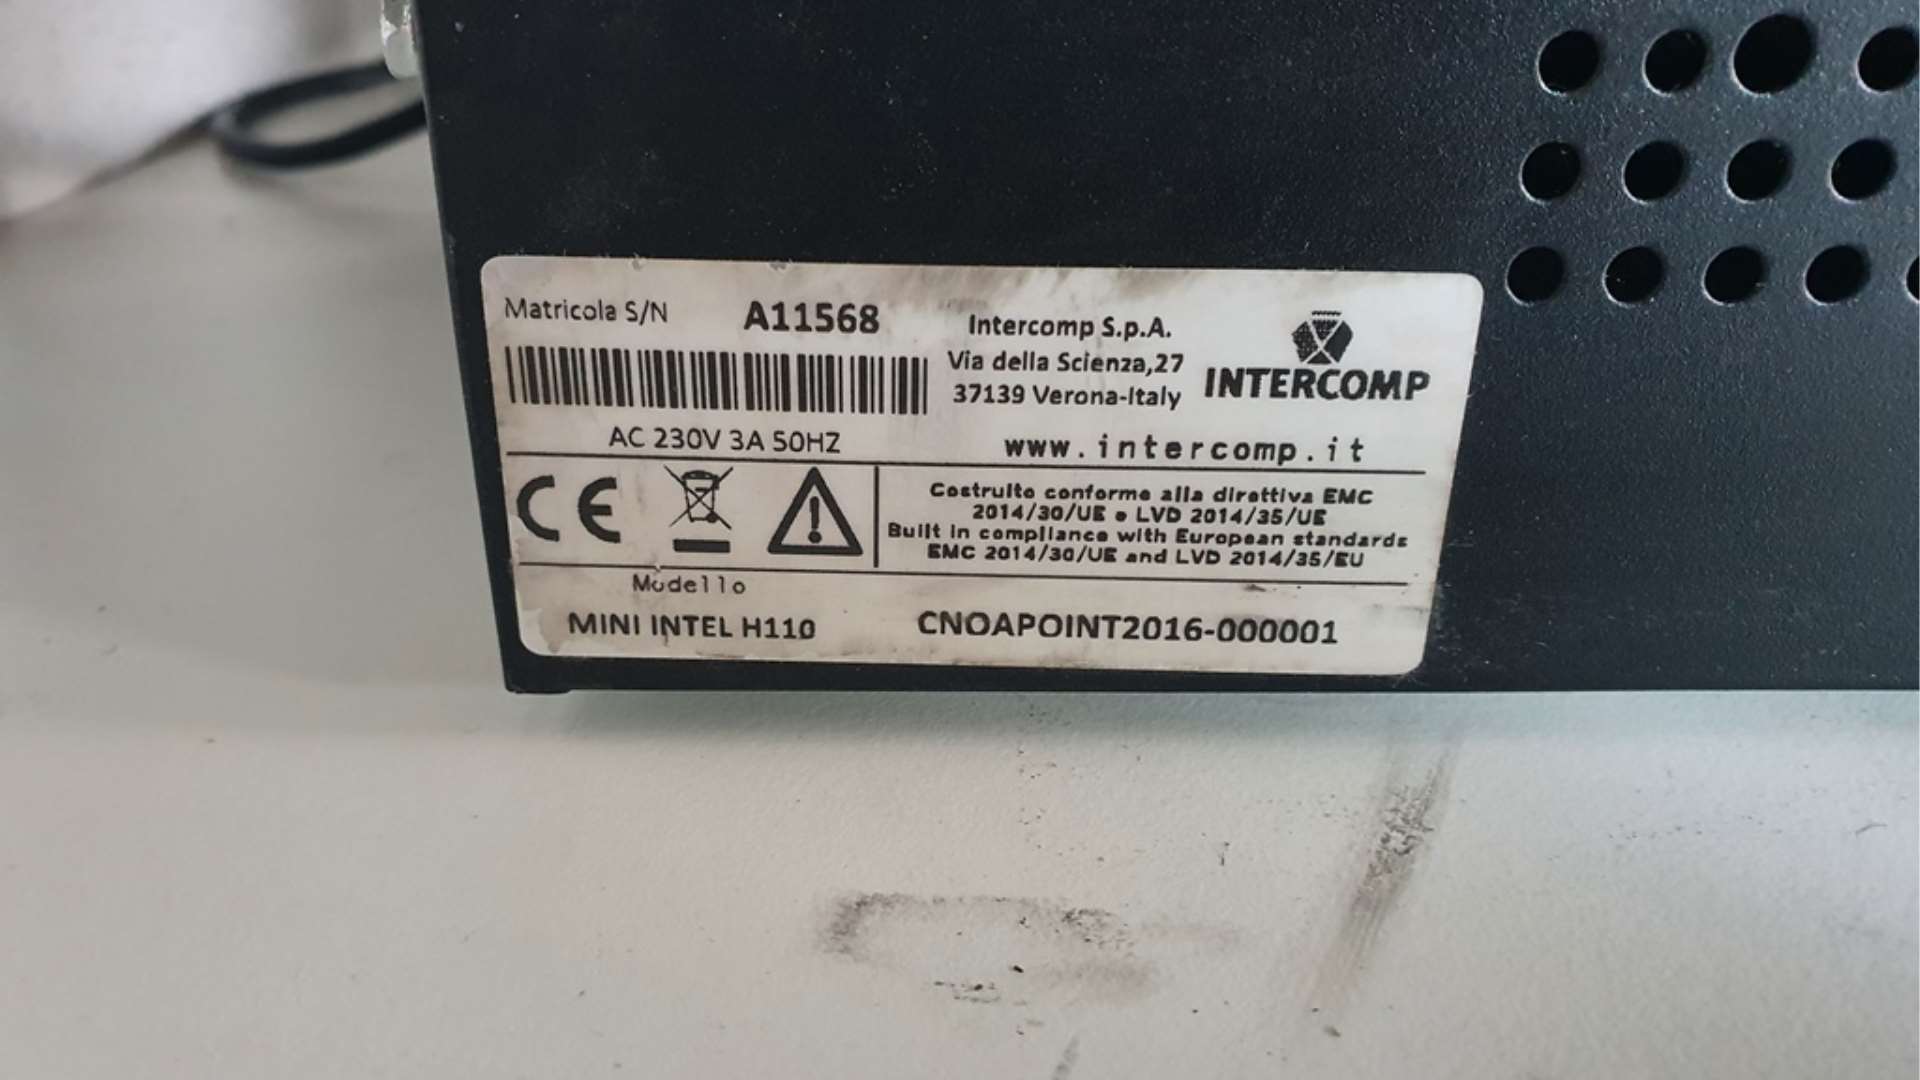 Matricola S/N A11568
Intercomp S.p.A.
Via della Scienza,27
37139 Verona-Italy
INTERCOMP
AC 230V 3A 50HZ
www.intercomp.it
CE
Costruito conforme alla direttiva EMC
2014/30/UE e LVD 2014/35/UE
Built in compliance with European standards
EMC 2014/30/UE and LVD 2014/35/EU
Modello
MINI INTEL H110 CNOAPOINT2016-000001